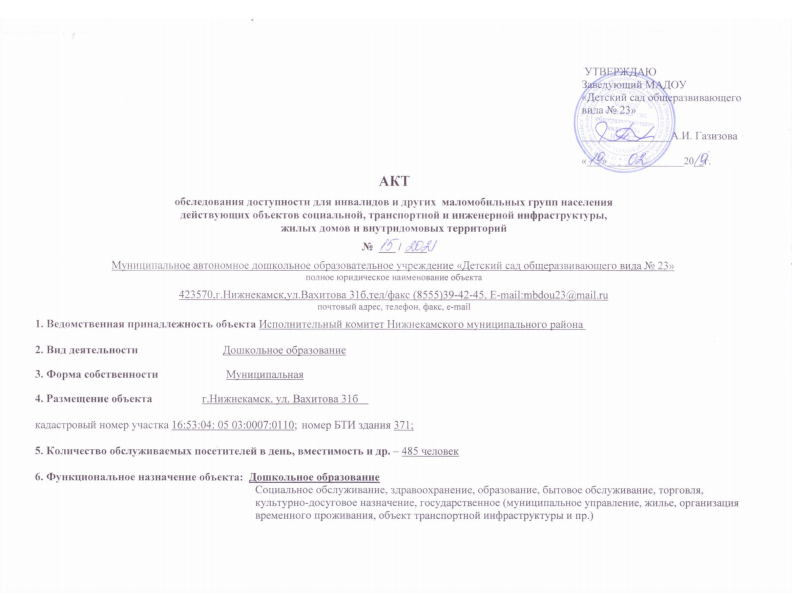 УТВЕРЖДАЮ
Заведующий МАДОУ
«Детский сад общеразвивающего
вида № 23»
А.И. Газизова
«19» 02 20
АКТ
обследования доступности для инвалидов и других маломобильных групп населения
действующих объектов социальной, транспортной и инженерной инфраструктуры,
жилых домов и внутридомовых территорий
№ 15 / 2021
Муниципальное автономное дошкольное образовательное учреждение «Детский сад общеразвивающего вида № 23»
полное юридическое наименование объекта
423570,г.Нижнекамск,ул.Вахитова 31б,тел/факс (8555)39-42-45, E-mail:mbdou23@mail.ru
почтовый адрес, телефон, факс, e-mail
1. Ведомственная принадлежность объекта Исполнительный комитет Нижнекамского муниципального района
2. Вид деятельности Дошкольное образование
3. Форма собственности Муниципальная
4. Размещение объекта г.Нижнекамск, ул. Вахитова 31б
кадастровый номер участка 16:53:04: 05 03:0007:0110; номер БТИ здания 371;
5. Количество обслуживаемых посетителей в день, вместимость и др. – 485 человек
6. Функциональное назначение объекта: Дошкольное образование
Социальное обслуживание, здравоохранение, образование, бытовое обслуживание, торговля,
культурно-досуговое назначение, государственное (муниципальное управление, жилье, организация
временного проживания, объект транспортной инфраструктуры и пр.)